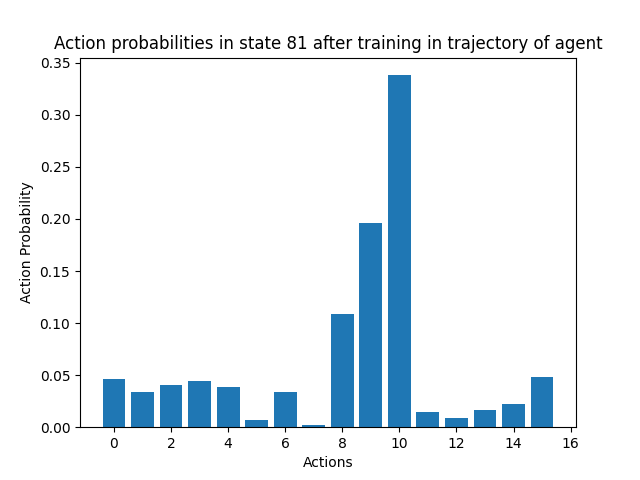 Action probabilities in state 81 after training in trajectory of agent
0.35
0.30
0.25
0.20
0.15
0.10
0.05
0.00
Action Probability
0 2 4 6 8 10 12 14 16
Actions